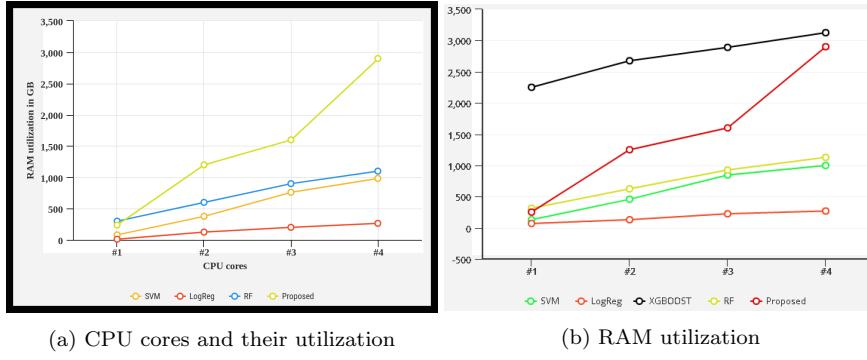 3,500
3,000
2,500
2,000
1,500
1,000
500
0
RAM utilization in GB
#1 #2 #3 #4
CPU cores
SVM LogReg RF Proposed
(a) CPU cores and their utilization
3,500
3,000
2,500
2,000
1,500
1,000
500
0
-500
#1 #2 #3 #4
SVM LogReg XGBDDST RF Proposed
(b) RAM utilization